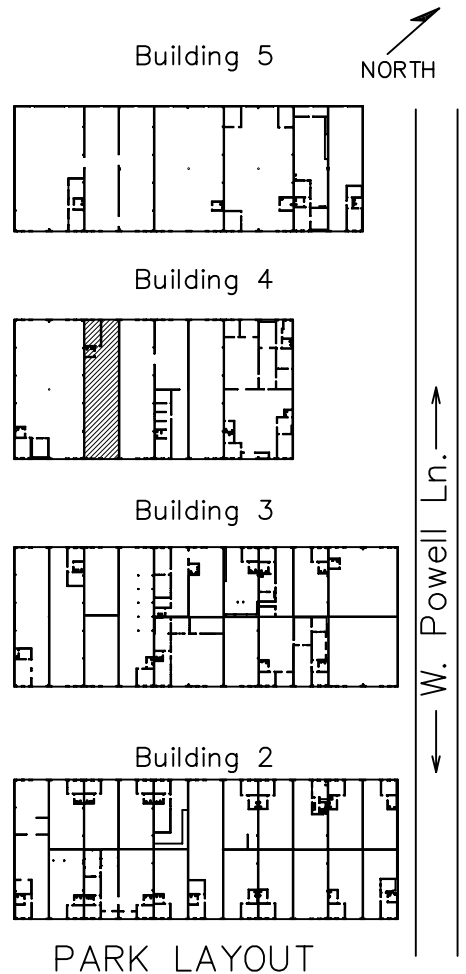 Building 5
NORTH
Building 4
Building 3
W. Powell Ln.
Building 2
PARK LAYOUT